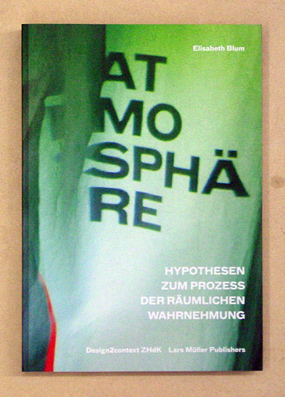 Elisabeth Blum
AT
MO
SPHÄ
RE
HYPOTHESEN
ZUM PROZESS
DER RÄUMLICHEN
WAHRNEHMUNG
Design2context ZHdK Lars Müller Publishers